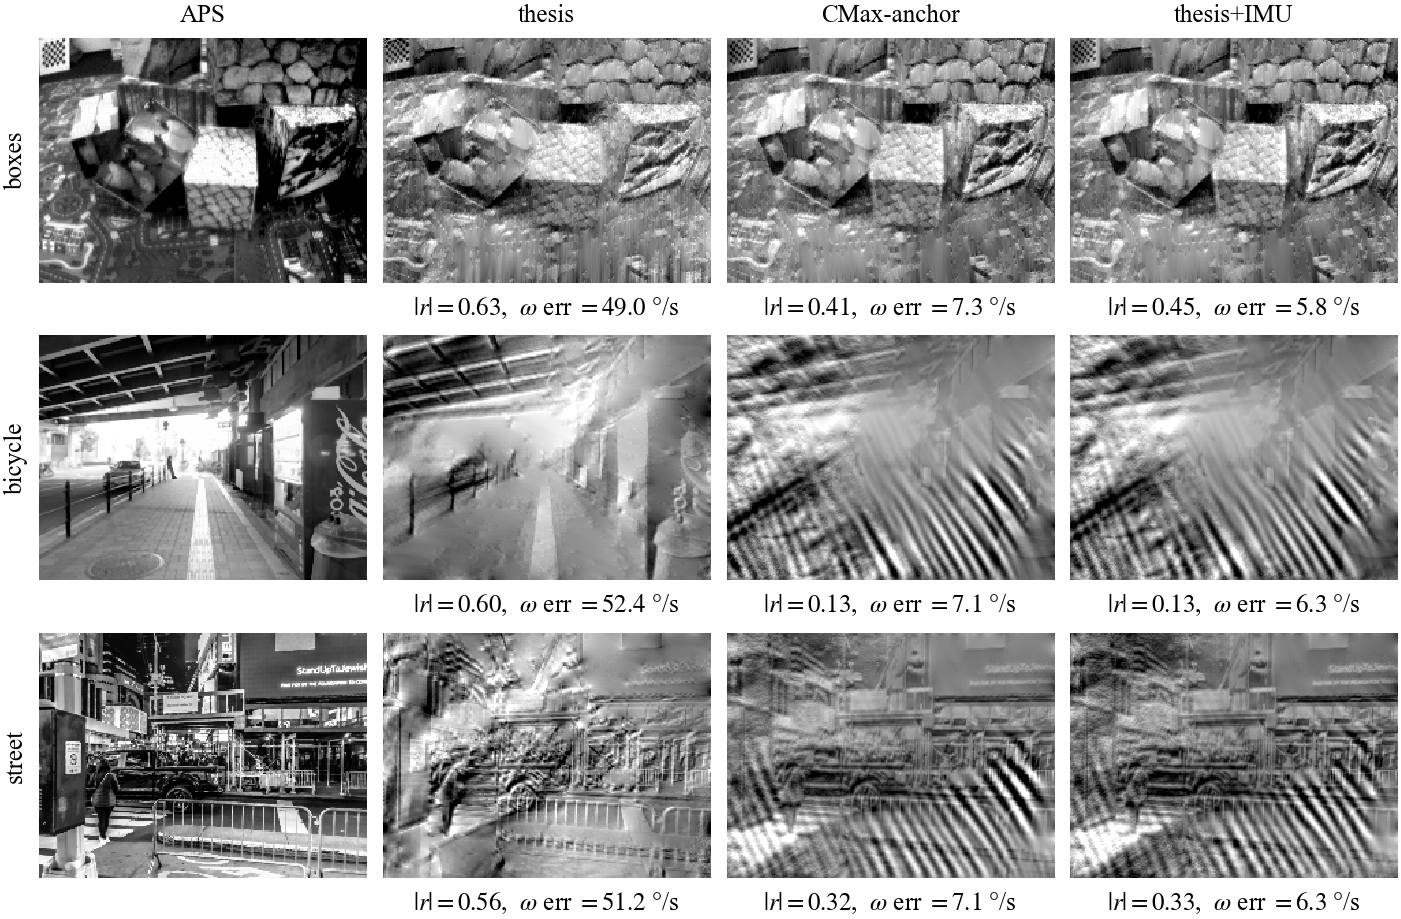 APS thesis CMax-anchor thesis+IMU
boxes
|r| = 0.63, ω err = 49.0 °/s |r| = 0.41, ω err = 7.3 °/s |r| = 0.45, ω err = 5.8 °/s
bicycle
|r| = 0.60, ω err = 52.4 °/s |r| = 0.13, ω err = 7.1 °/s |r| = 0.13, ω err = 6.3 °/s
street
StandUpToJewish
|r| = 0.56, ω err = 51.2 °/s |r| = 0.32, ω err = 7.1 °/s |r| = 0.33, ω err = 6.3 °/s